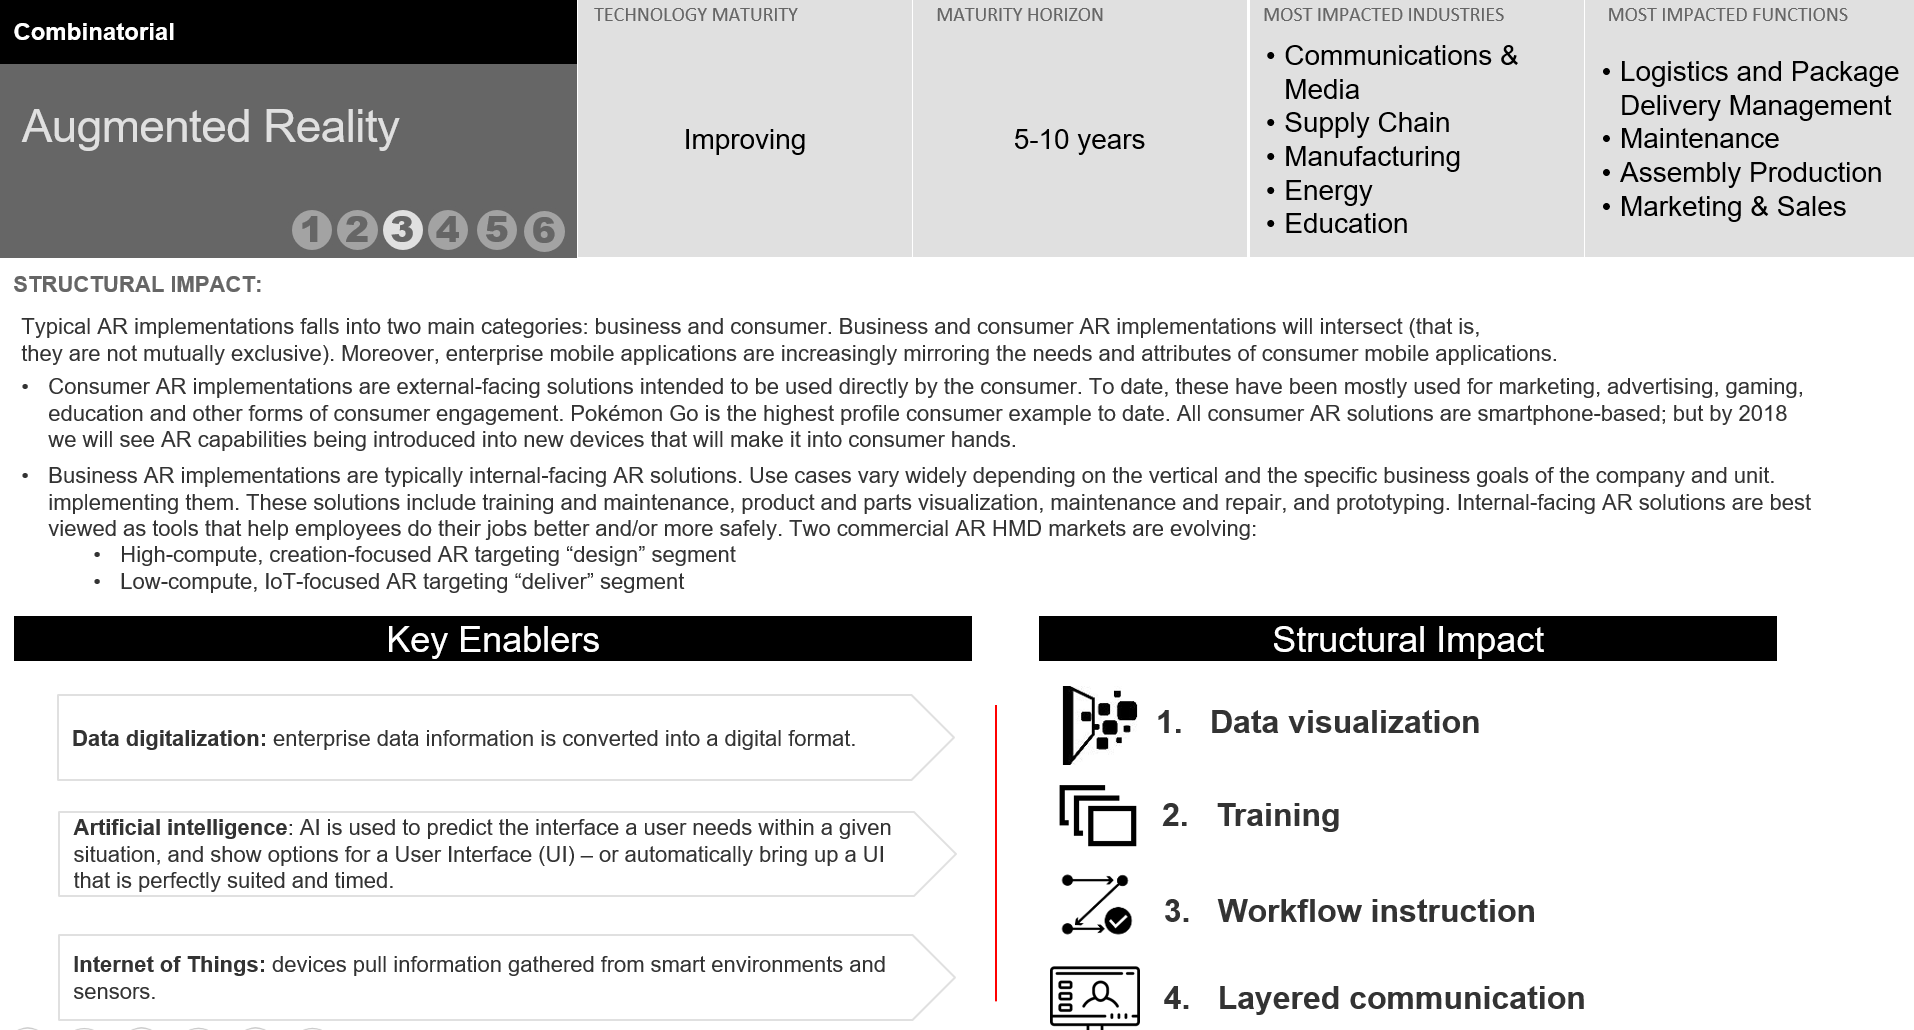 Combinatorial
Augmented Reality
1 2 3 4 5 6
TECHNOLOGY MATURITY
Improving
MATURITY HORIZON
5-10 years
MOST IMPACTED INDUSTRIES
• Communications &
Media
• Supply Chain
• Manufacturing
• Energy
• Education
MOST IMPACTED FUNCTIONS
• Logistics and Package
Delivery Management
• Maintenance
• Assembly Production
• Marketing & Sales
STRUCTURAL IMPACT:
Typical AR implementations falls into two main categories: business and consumer. Business and consumer AR implementations will intersect (that is,
they are not mutually exclusive). Moreover, enterprise mobile applications are increasingly mirroring the needs and attributes of consumer mobile applications.
• Consumer AR implementations are external-facing solutions intended to be used directly by the consumer. To date, these have been mostly used for marketing, advertising, gaming,
education and other forms of consumer engagement. Pokémon Go is the highest profile consumer example to date. All consumer AR solutions are smartphone-based; but by 2018
we will see AR capabilities being introduced into new devices that will make it into consumer hands.
• Business AR implementations are typically internal-facing AR solutions. Use cases vary widely depending on the vertical and the specific business goals of the company and unit.
implementing them. These solutions include training and maintenance, product and parts visualization, maintenance and repair, and prototyping. Internal-facing AR solutions are best
viewed as tools that help employees do their jobs better and/or more safely. Two commercial AR HMD markets are evolving:
• High-compute, creation-focused AR targeting “design” segment
• Low-compute, IoT-focused AR targeting “deliver” segment
Key Enablers
Data digitalization: enterprise data information is converted into a digital format.
Artificial intelligence: AI is used to predict the interface a user needs within a given
situation, and show options for a User Interface (UI) – or automatically bring up a UI
that is perfectly suited and timed.
Internet of Things: devices pull information gathered from smart environments and
sensors.
Structural Impact
1. Data visualization
2. Training
3. Workflow instruction
4. Layered communication